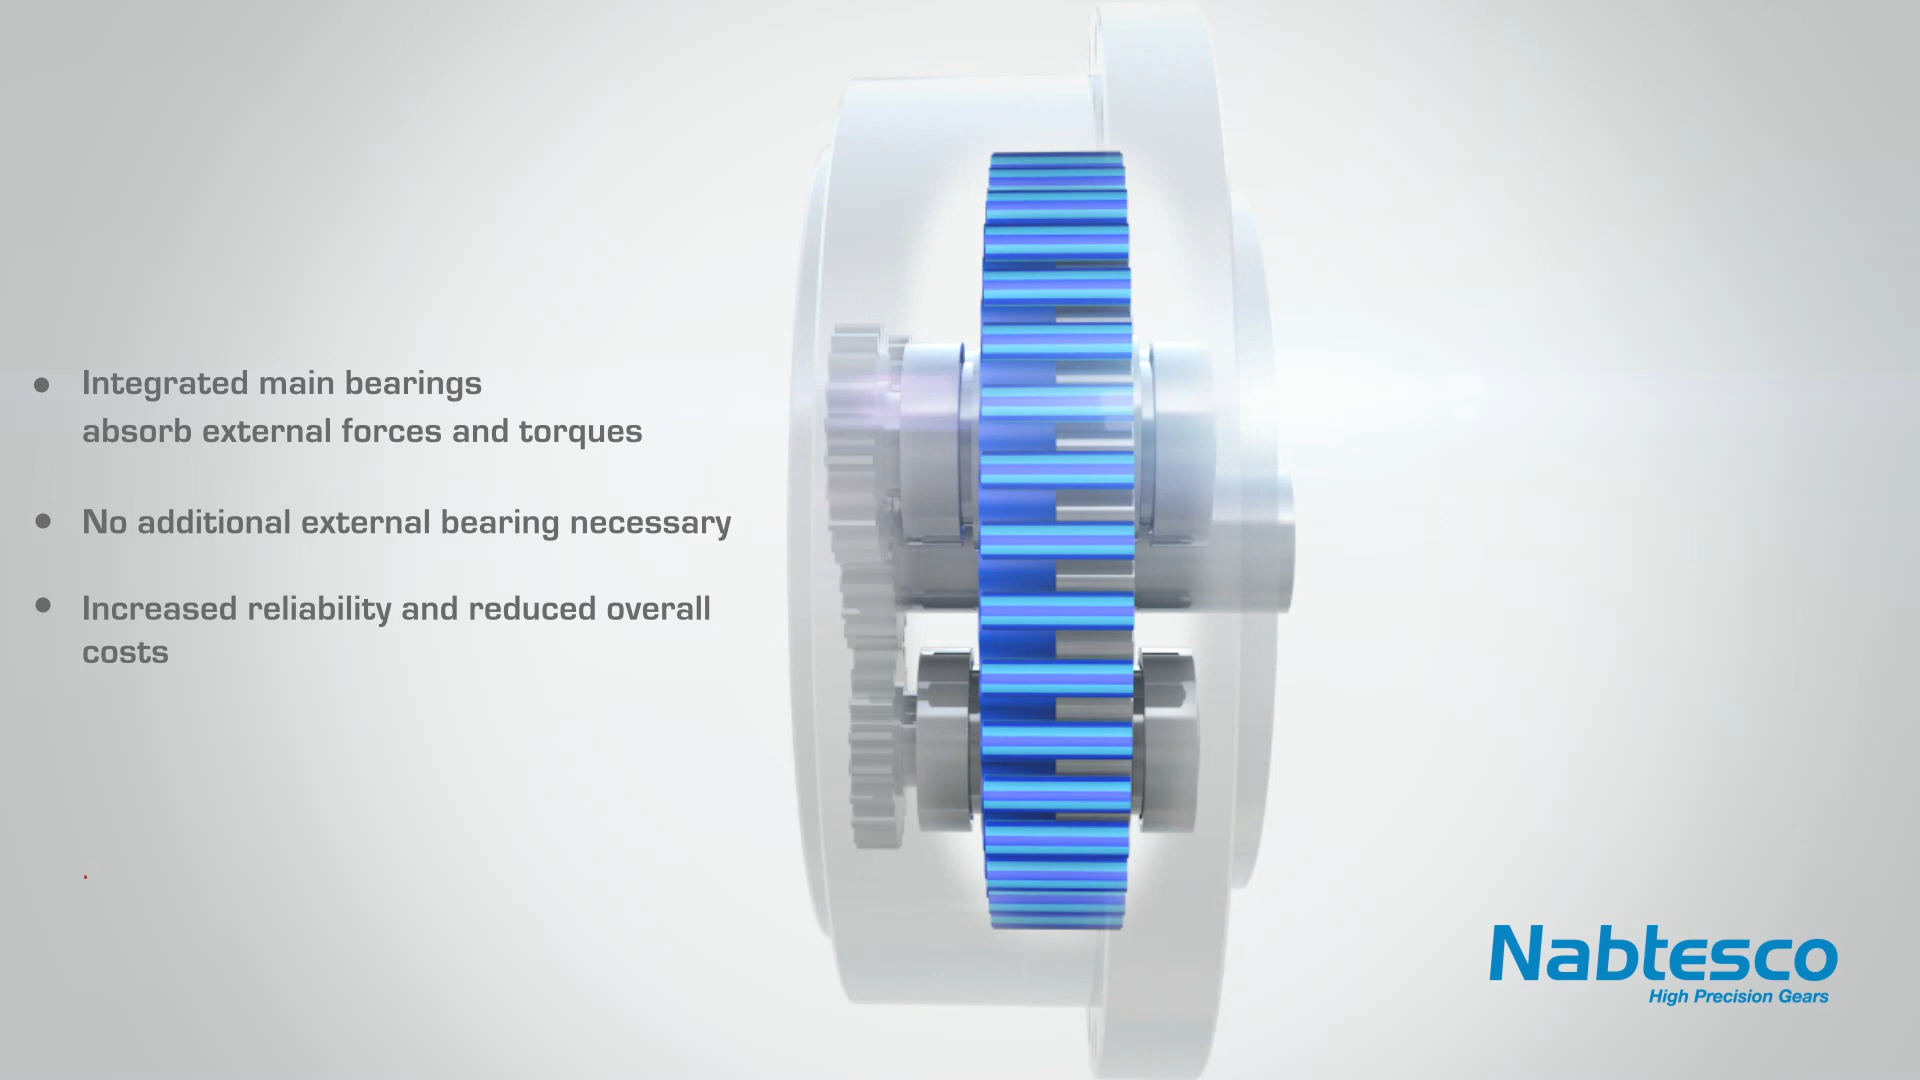 Integrated main bearings
absorb external forces and torques
No additional external bearing necessary
Increased reliability and reduced overall
costs
Nabtesco
High Precision Gears